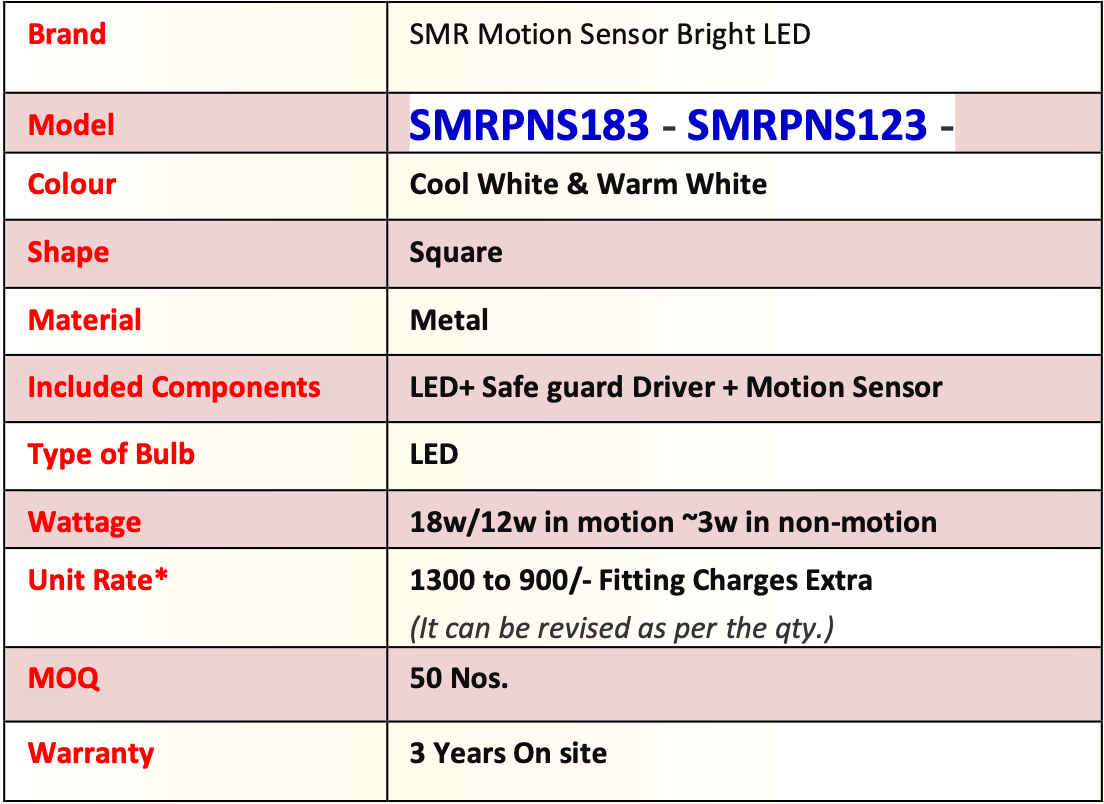 Brand SMR Motion Sensor Bright LED
Model SMRPNS183 - SMRPNS123 -
Colour Cool White & Warm White
Shape Square
Material Metal
Included Components LED+ Safe guard Driver + Motion Sensor
Type of Bulb LED
Wattage 18w/12w in motion ~3w in non-motion
Unit Rate* 1300 to 900/- Fitting Charges Extra
(It can be revised as per the qty.)
MOQ 50 Nos.
Warranty 3 Years On site